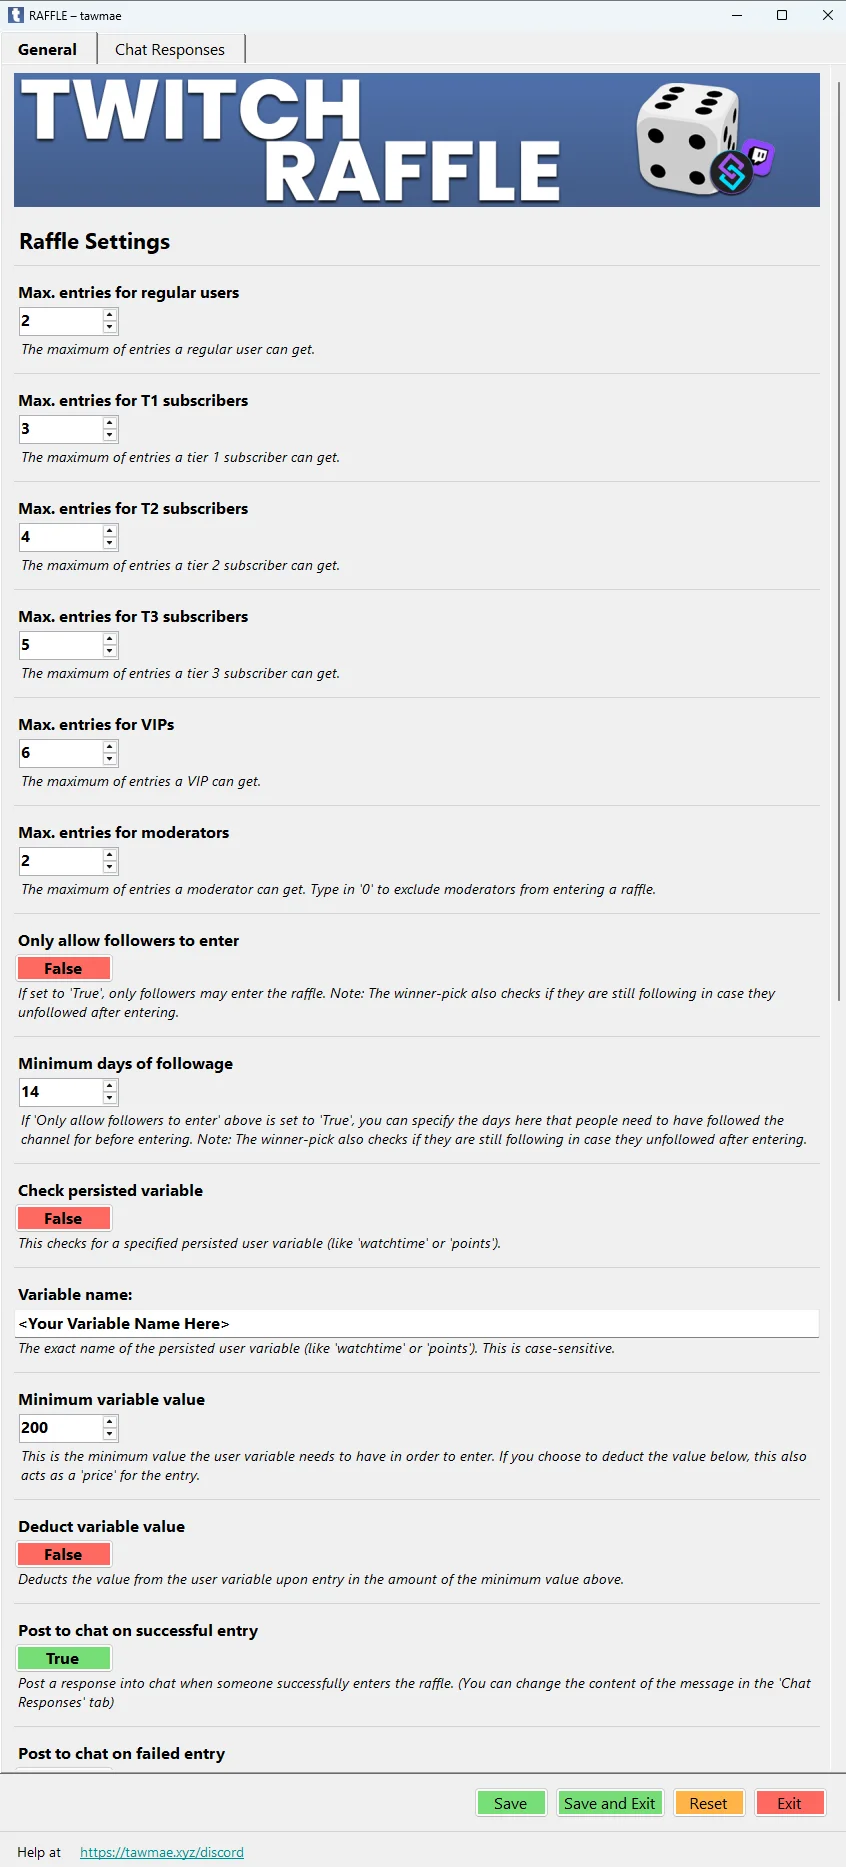 RAFFLE – tawmae
General
Chat Responses
TWITCH
RAFFLE
Raffle Settings
Max. entries for regular users
2
The maximum of entries a regular user can get.
Max. entries for T1 subscribers
3
The maximum of entries a tier 1 subscriber can get.
Max. entries for T2 subscribers
4
The maximum of entries a tier 2 subscriber can get.
Max. entries for T3 subscribers
5
The maximum of entries a tier 3 subscriber can get.
Max. entries for VIPs
6
The maximum of entries a VIP can get.
Max. entries for moderators
2
The maximum of entries a moderator can get. Type in '0' to exclude moderators from entering a raffle.
Only allow followers to enter
False
If set to 'True', only followers may enter the raffle. Note: The winner-pick also checks if they are still following in case they
unfollowed after entering.
Minimum days of followage
14
If 'Only allow followers to enter' above is set to 'True', you can specify the days here that people need to have followed the
channel for before entering. Note: The winner-pick also checks if they are still following in case they unfollowed after entering.
Check persisted variable
False
This checks for a specified persisted user variable (like 'watchtime' or 'points').
Variable name:
<Your Variable Name Here>
The exact name of the persisted user variable (like 'watchtime' or 'points'). This is case-sensitive.
Minimum variable value
200
This is the minimum value the user variable needs to have in order to enter. If you choose to deduct the value below, this also
acts as a 'price' for the entry.
Deduct variable value
False
Deducts the value from the user variable upon entry in the amount of the minimum value above.
Post to chat on successful entry
True
Post a response into chat when someone successfully enters the raffle. (You can change the content of the message in the 'Chat
Responses' tab)
Post to chat on failed entry
Save
Save and Exit
Reset
Exit
Help at https://tawmae.xyz/discord